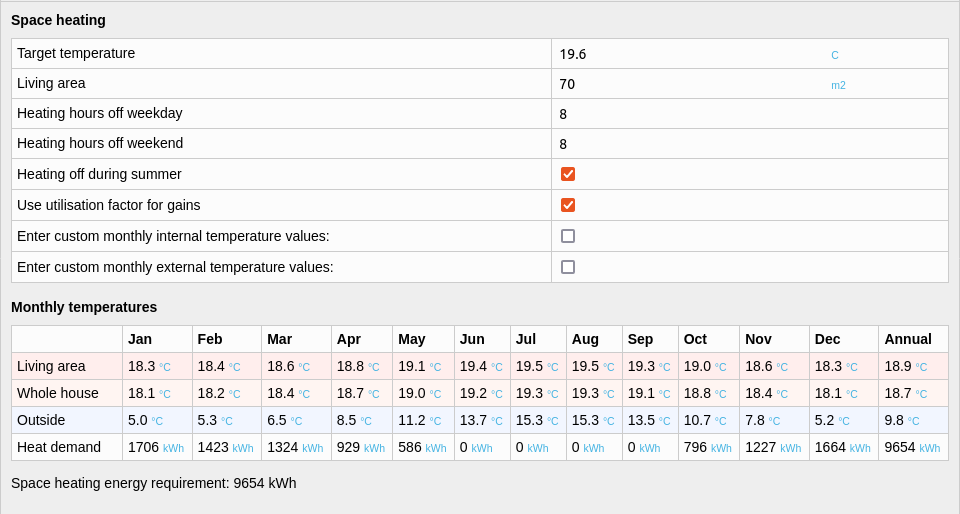 Space heating
Target temperature 19.6 C
Living area 70 m2
Heating hours off weekday 8
Heating hours off weekend 8
Heating off during summer
Use utilisation factor for gains
Enter custom monthly internal temperature values:
Enter custom monthly external temperature values:
Monthly temperatures
Jan Feb Mar Apr May Jun Jul Aug Sep Oct Nov Dec Annual
Living area 18.3 °C 18.4 °C 18.6 °C 18.8 °C 19.1 °C 19.4 °C 19.5 °C 19.5 °C 19.3 °C 19.0 °C 18.6 °C 18.3 °C 18.9 °C
Whole house 18.1 °C 18.2 °C 18.4 °C 18.7 °C 19.0 °C 19.2 °C 19.3 °C 19.3 °C 19.1 °C 18.8 °C 18.4 °C 18.1 °C 18.7 °C
Outside 5.0 °C 5.3 °C 6.5 °C 8.5 °C 11.2 °C 13.7 °C 15.3 °C 15.3 °C 13.5 °C 10.7 °C 7.8 °C 5.2 °C 9.8 °C
Heat demand 1706 kWh 1423 kWh 1324 kWh 929 kWh 586 kWh 0 kWh 0 kWh 0 kWh 0 kWh 796 kWh 1227 kWh 1664 kWh 9654 kWh
Space heating energy requirement: 9654 kWh